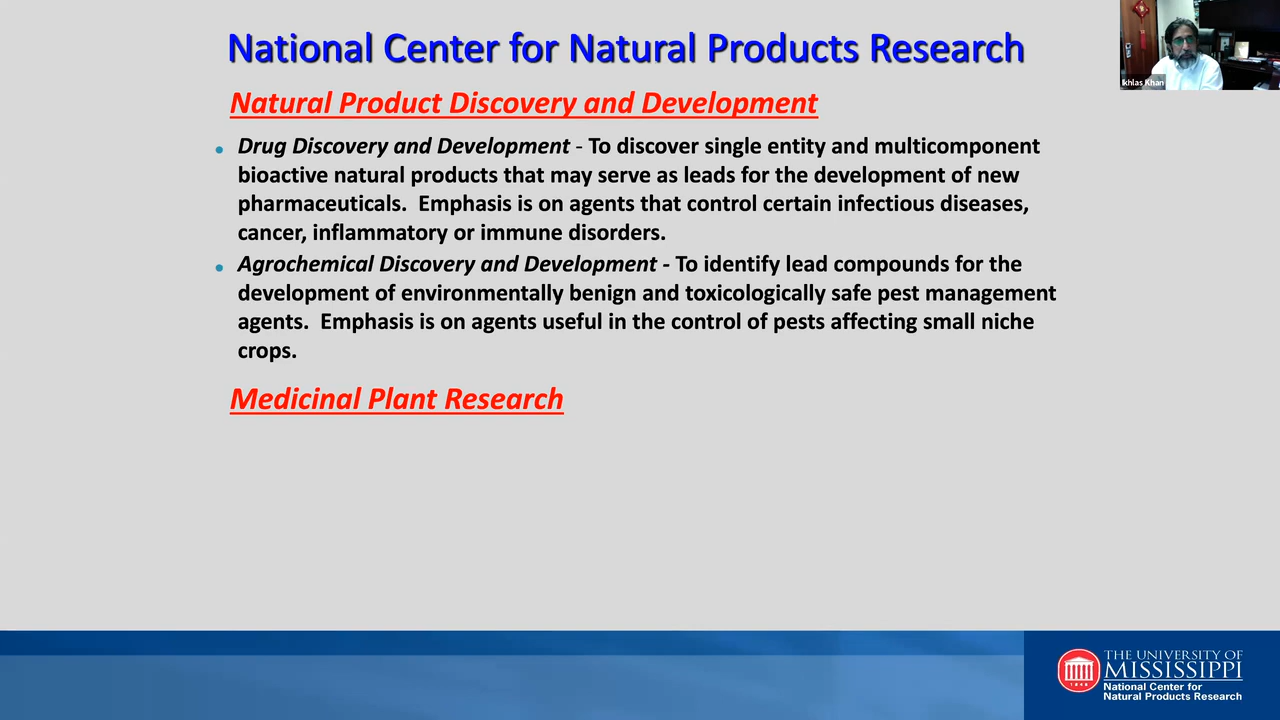 National Center for Natural Products Research
Ikhlas Khan
Natural Product Discovery and Development
• Drug Discovery and Development - To discover single entity and multicomponent
bioactive natural products that may serve as leads for the development of new
pharmaceuticals.  Emphasis is on agents that control certain infectious diseases,
cancer, inflammatory or immune disorders.
• Agrochemical Discovery and Development - To identify lead compounds for the
development of environmentally benign and toxicologically safe pest management
agents.  Emphasis is on agents useful in the control of pests affecting small niche
crops.
Medicinal Plant Research
THE UNIVERSITY OF
MISSISSIPPI
National Center for
Natural Products Research
1848